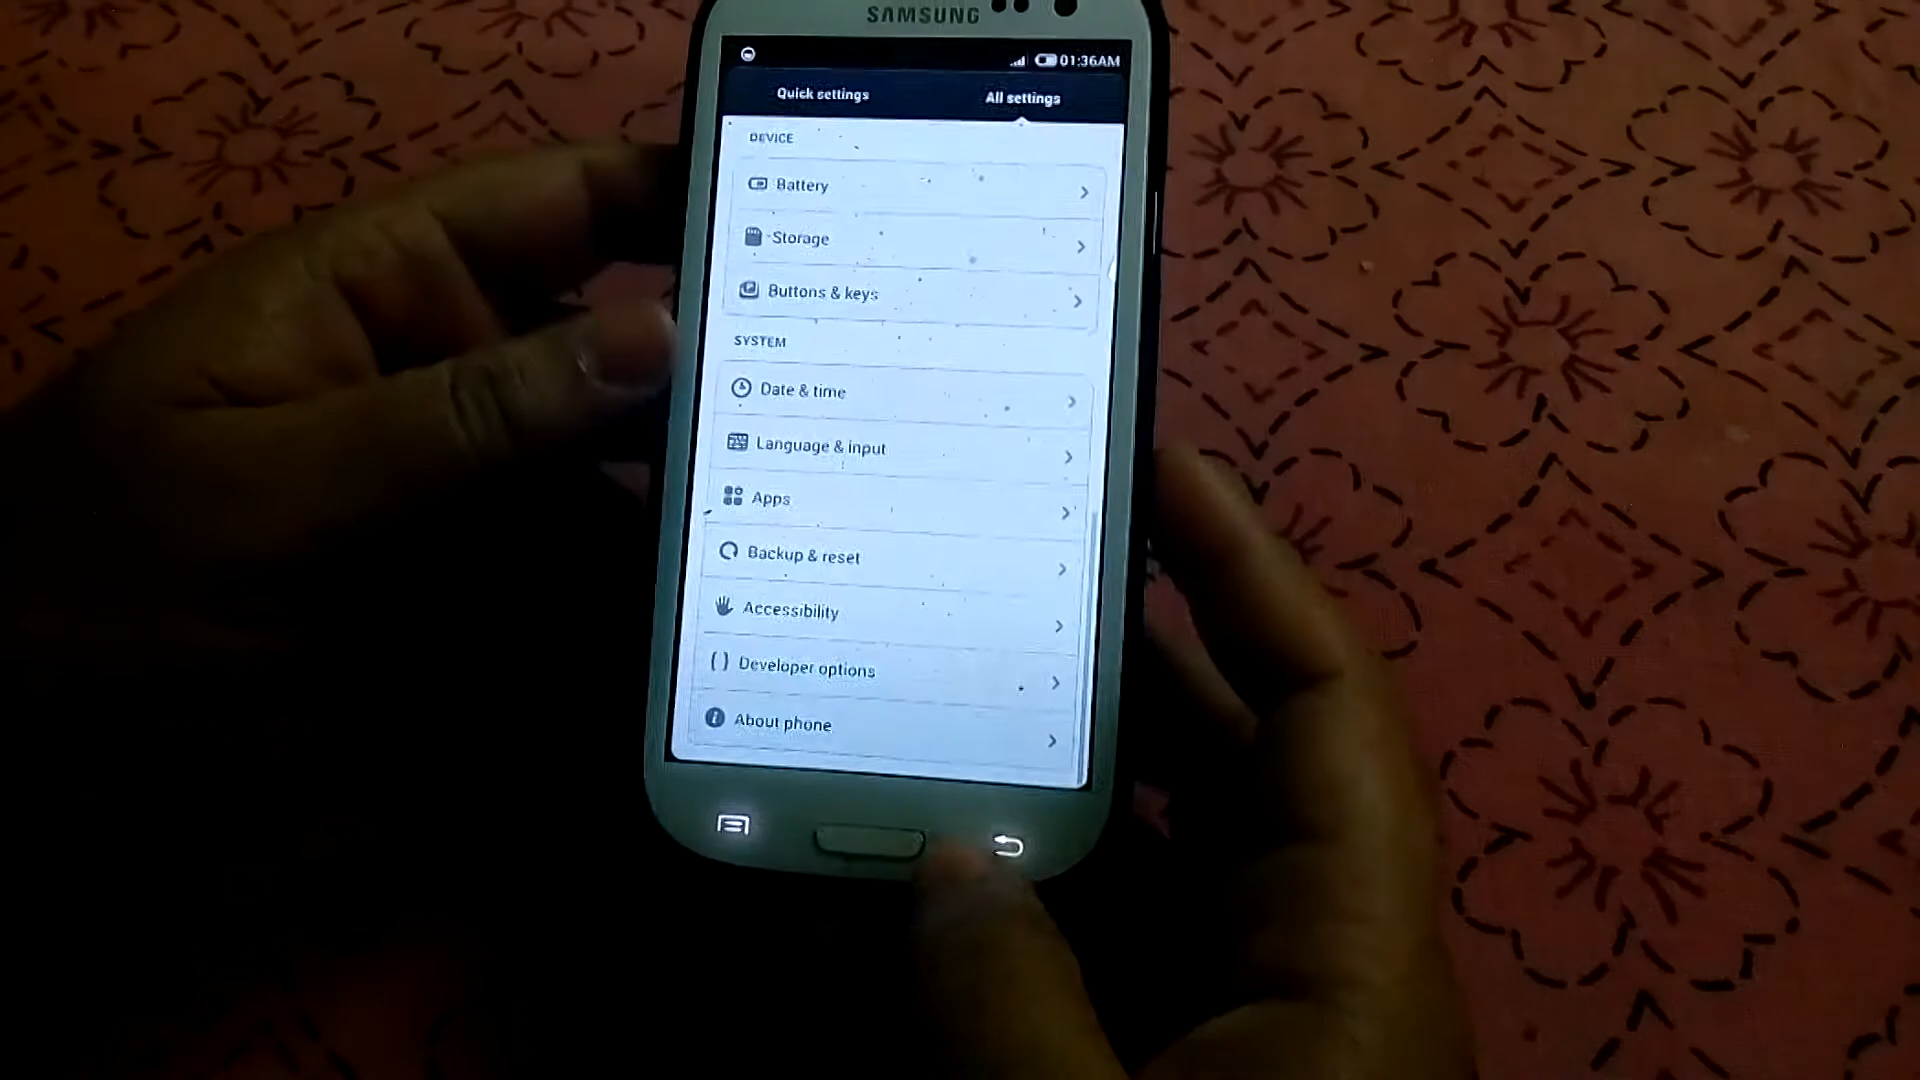 SAMSUNG
01:36AM
Quick settings
All settings
DEVICE
Battery
Storage
Buttons & keys
SYSTEM
Date & time
Language & input
Apps
Backup & reset
Accessibility
Developer options
About phone